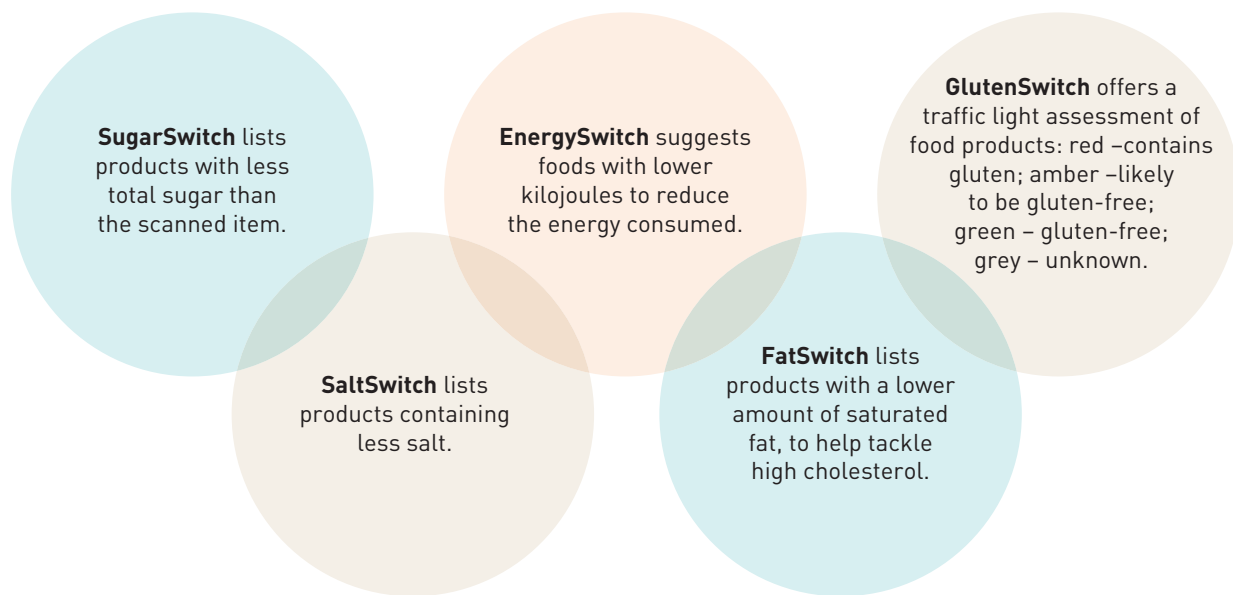 SugarSwitch lists
products with less
total sugar than
the scanned item.
SaltSwitch lists
products containing
less salt.
EnergySwitch suggests
foods with lower
kilojoules to reduce
the energy consumed.
FatSwitch lists
products with a lower
amount of saturated
fat, to help tackle
high cholesterol.
GlutenSwitch offers a
traffic light assessment of
food products: red –contains
gluten; amber –likely
to be gluten-free;
green – gluten-free;
grey – unknown.